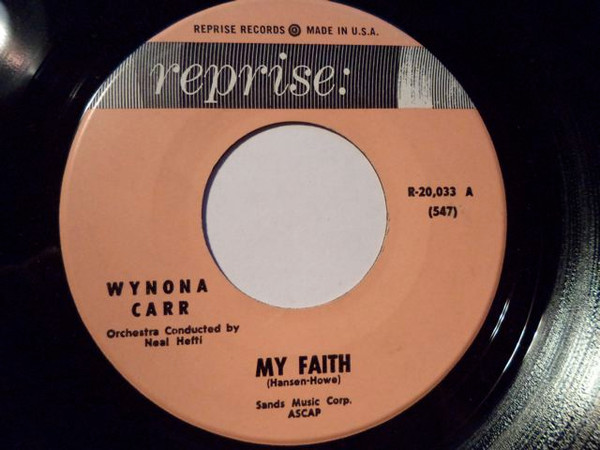 REPRISE RECORDS MADE IN U.S.A.
reprise:
R-20,033 A
(547)
WYNONA
CARR
Orchestra Conducted by
Neal Hefti
MY FAITH
(Hansen-Howe)
Sands Music Corp.
ASCAP